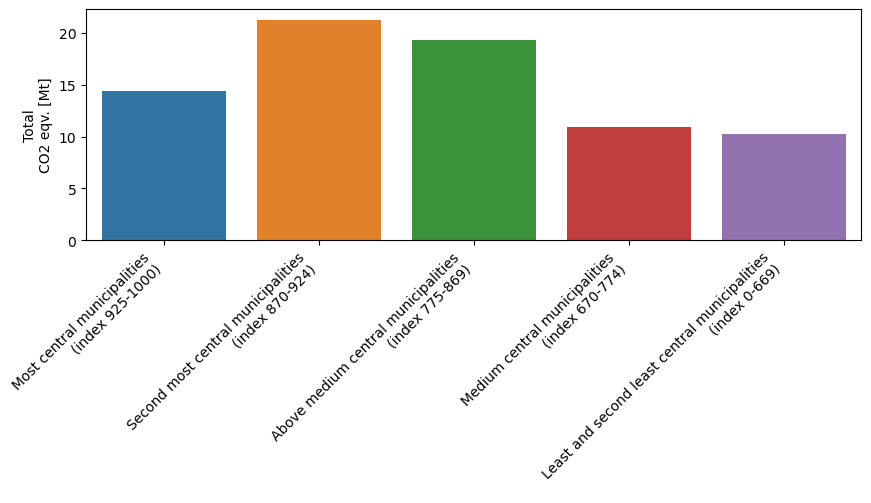 Total
CO2 eqv. [Mt]
20
15
10
5
0
Most central municipalities
(index 925-1000)
Second most central municipalities
(index 870-924)
Above medium central municipalities
(index 775-869)
Medium central municipalities
(index 670-774)
Least and second least central municipalities
(index 0-669)